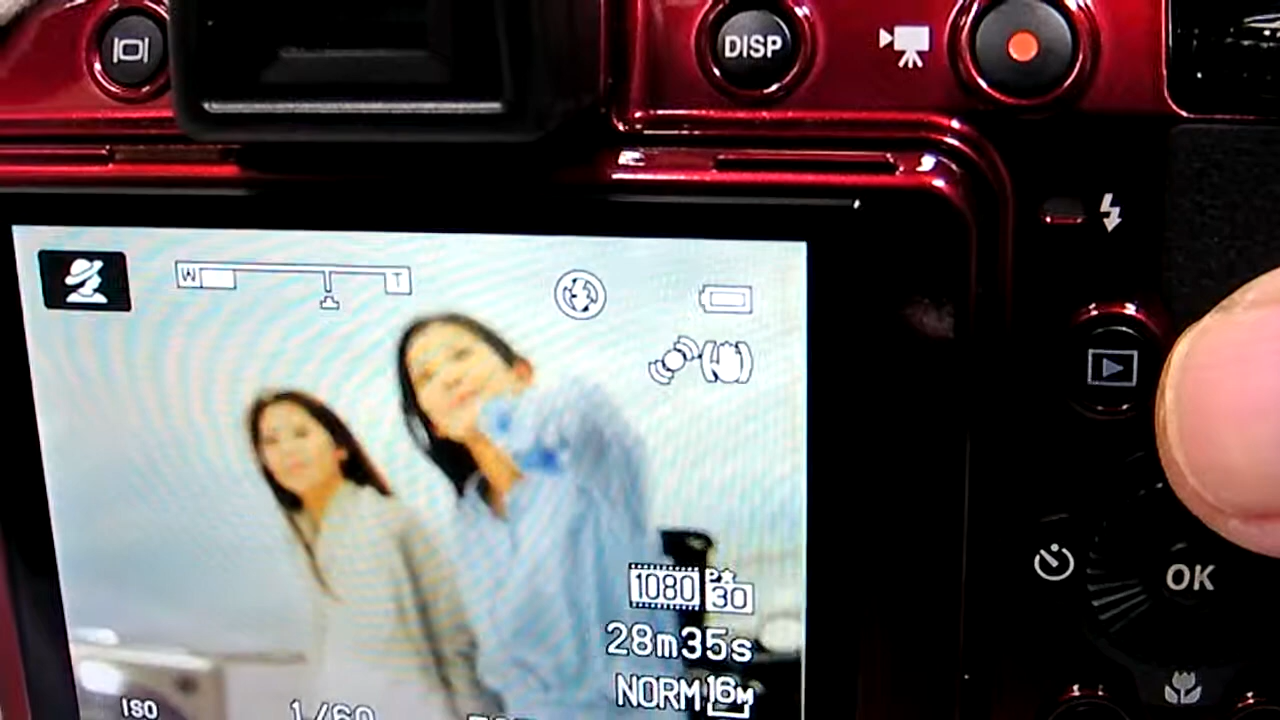 DISP
W T
1080 P★
30
28m35s
OK
NORM 16M
ISO
1/60